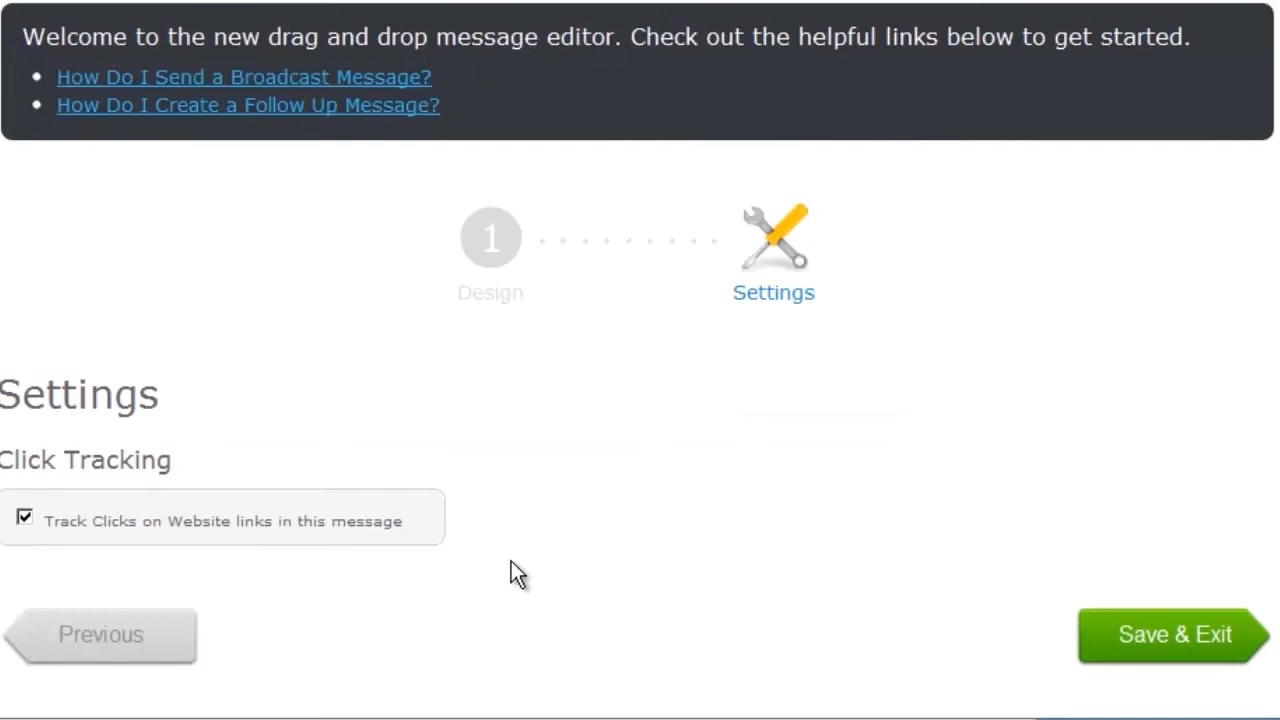 Welcome to the new drag and drop message editor. Check out the helpful links below to get started.
How Do I Send a Broadcast Message?
How Do I Create a Follow Up Message?
1
Design
Settings
Settings
Click Tracking
Track Clicks on Website links in this message
Previous
Save & Exit